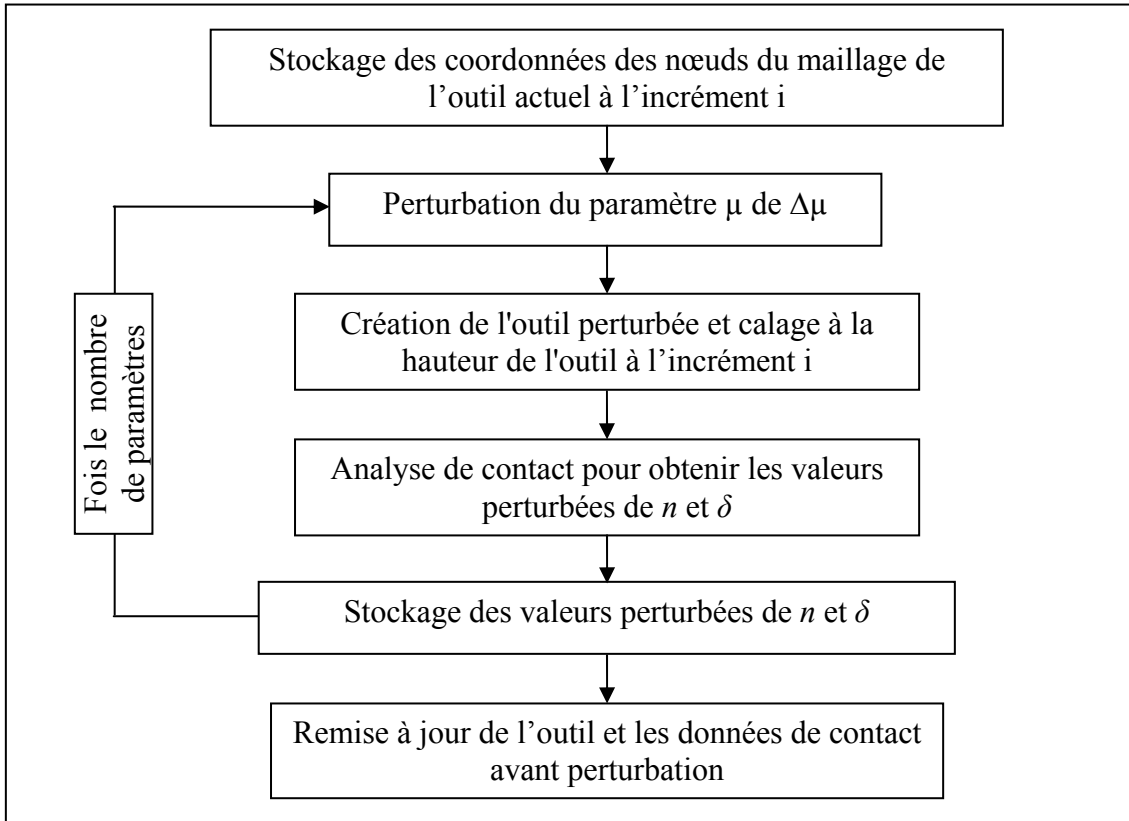 Stockage des coordonnées des nœuds du maillage de
l’outil actuel à l’incrément i
Perturbation du paramètre µ de Δµ
Création de l'outil perturbée et calage à la
hauteur de l'outil à l’incrément i
Analyse de contact pour obtenir les valeurs
perturbées de n et δ
Stockage des valeurs perturbées de n et δ
Remise à jour de l’outil et les données de contact
avant perturbation
Fois le nombre
de paramètres